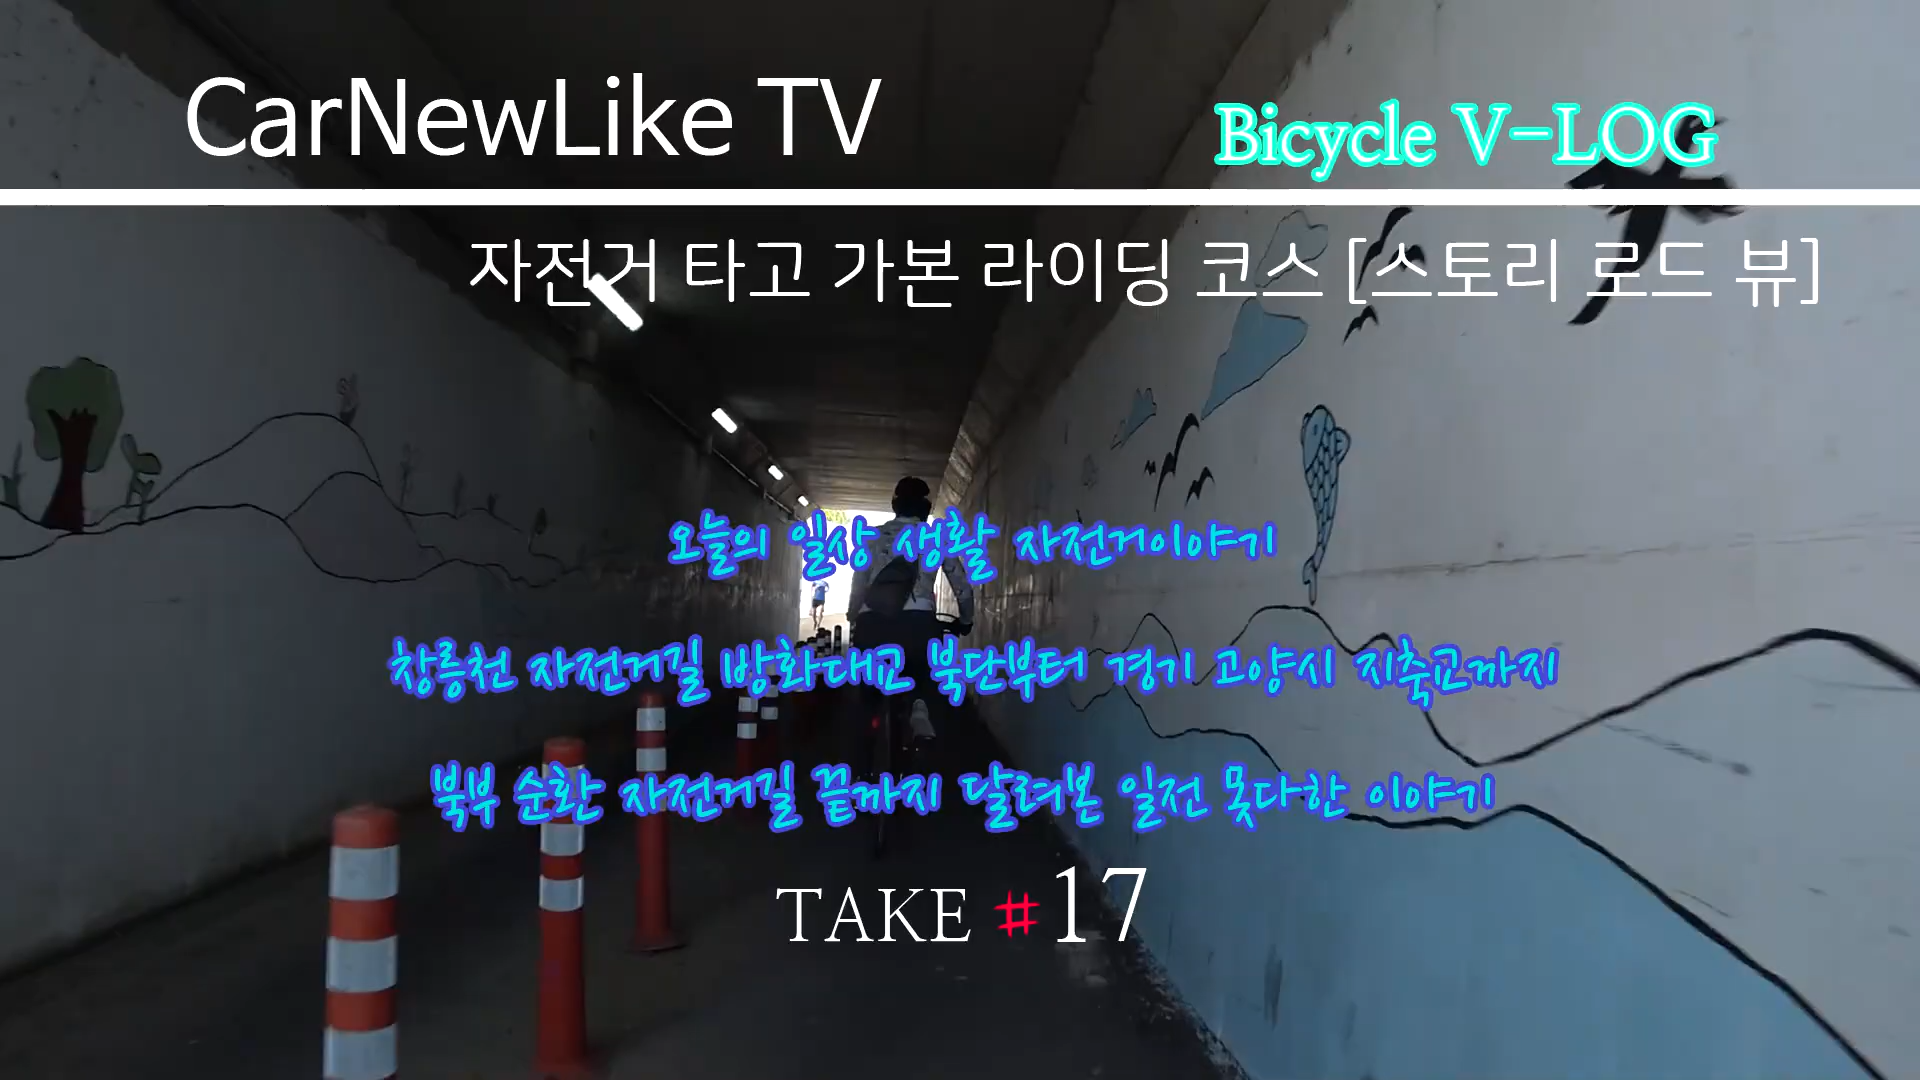 CarNewLike TV
Bicycle V-LOG
자전거 타고 가본 라이딩 코스 [스토리 로드 뷰]
오늘의 일상 생활 자전거이야기
창릉천 자전거길 방화대교 북단부터 경기 고양시 지축교까지
북부 순환 자전거길 끝까지 달려본 일전 못다한 이야기
TAKE #17